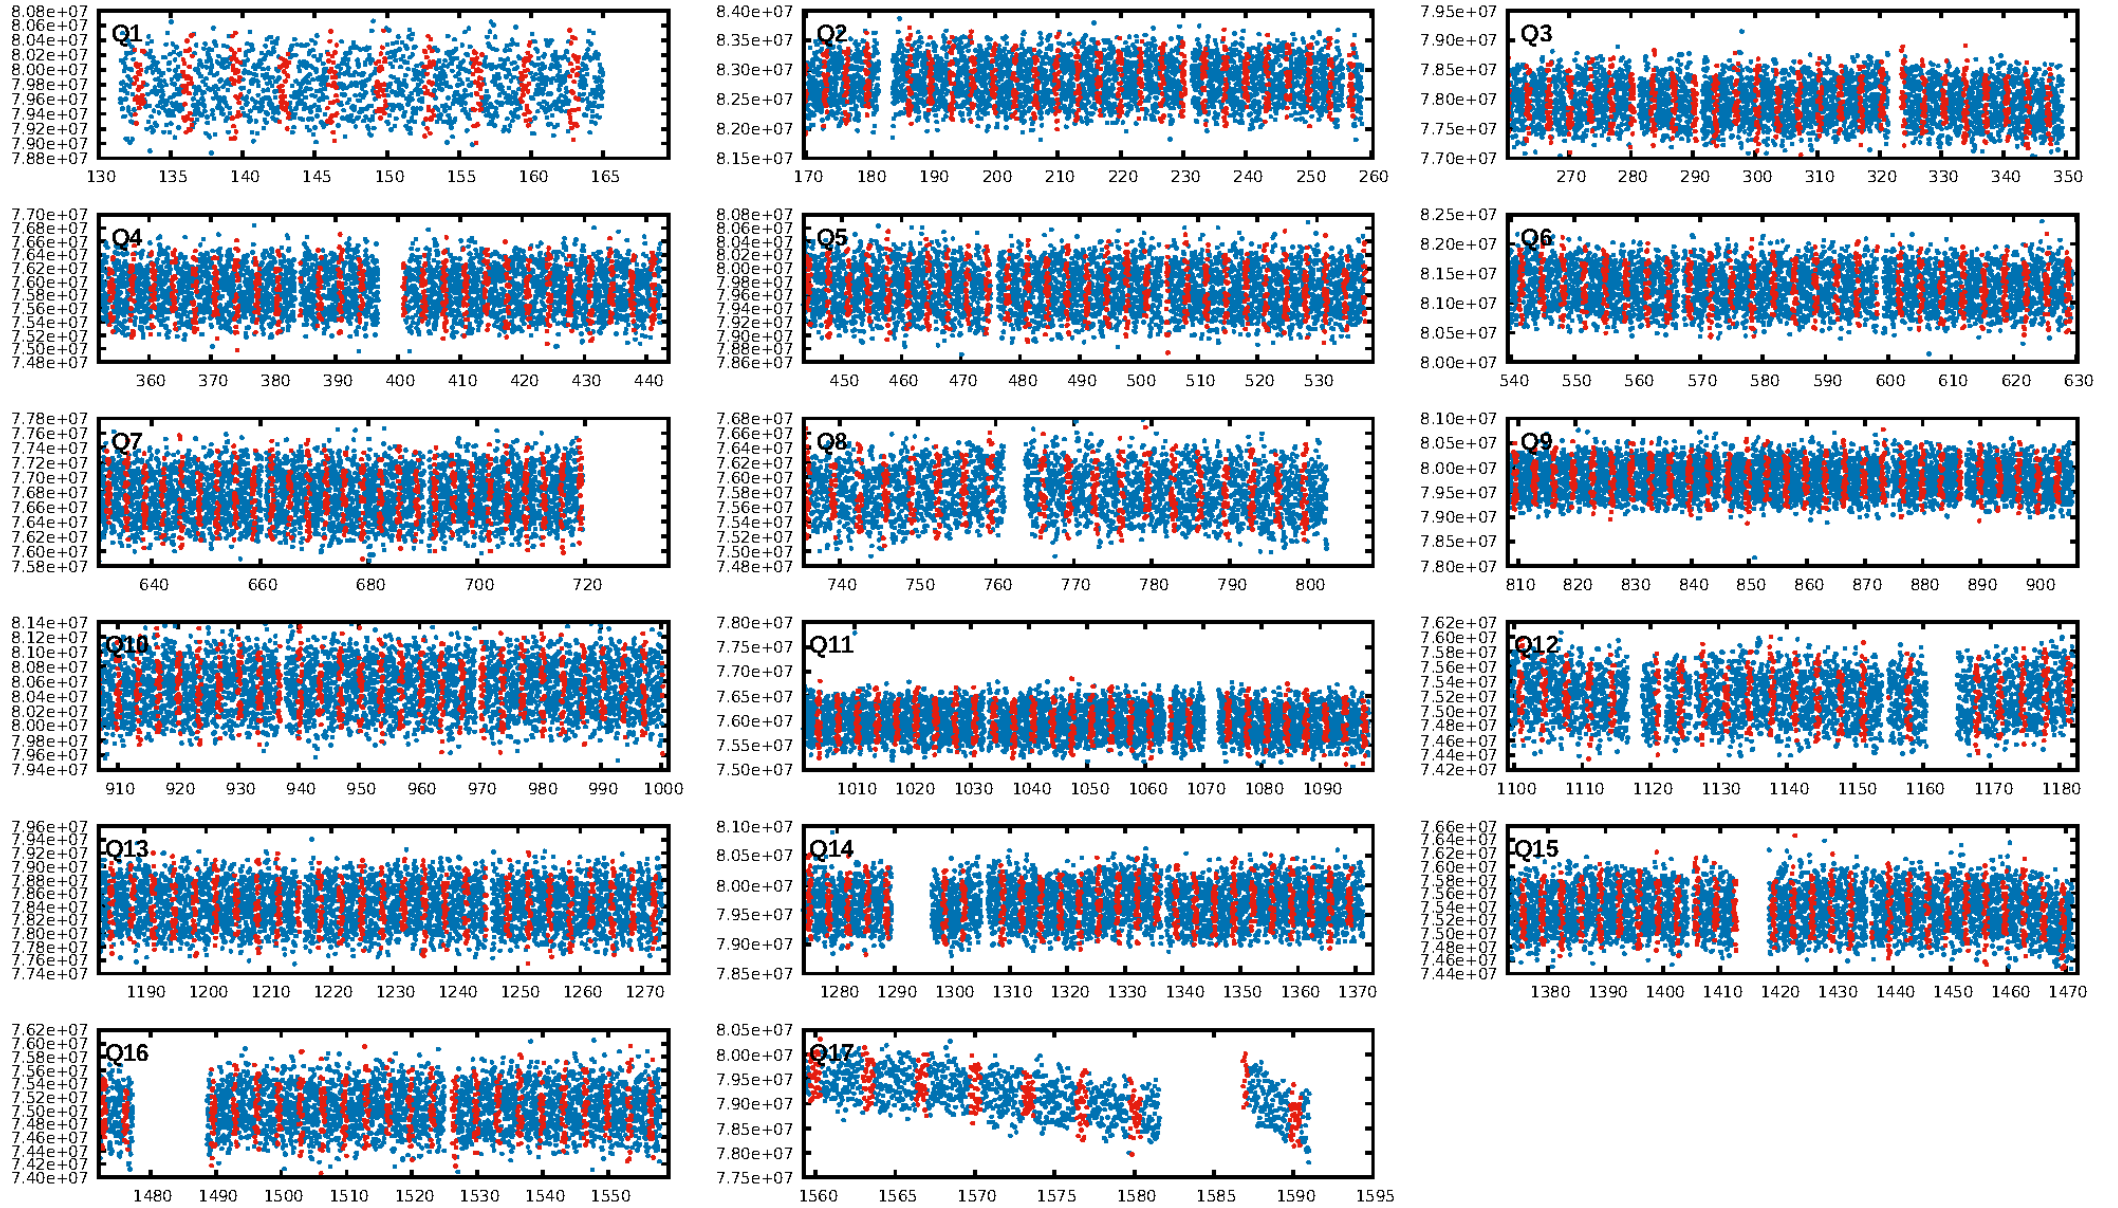 8.08e+07
8.06e+07
8.04e+07
8.02e+07
8.00e+07
7.98e+07
7.96e+07
7.94e+07
7.92e+07
7.90e+07
7.88e+07
Q1
130 135 140 145 150 155 160 165
8.40e+07
8.35e+07
8.30e+07
8.25e+07
8.20e+07
8.15e+07
Q2
170 180 190 200 210 220 230 240 250 260
7.95e+07
7.90e+07
7.85e+07
7.80e+07
7.75e+07
7.70e+07
Q3
270 280 290 300 310 320 330 340 350
7.70e+07
7.68e+07
7.66e+07
7.64e+07
7.62e+07
7.60e+07
7.58e+07
7.56e+07
7.54e+07
7.52e+07
7.50e+07
7.48e+07
Q4
360 370 380 390 400 410 420 430 440
8.08e+07
8.06e+07
8.04e+07
8.02e+07
8.00e+07
7.98e+07
7.96e+07
7.94e+07
7.92e+07
7.90e+07
7.88e+07
7.86e+07
Q5
450 460 470 480 490 500 510 520 530
8.25e+07
8.20e+07
8.15e+07
8.10e+07
8.05e+07
8.00e+07
Q6
540 550 560 570 580 590 600 610 620 630
7.78e+07
7.76e+07
7.74e+07
7.72e+07
7.70e+07
7.68e+07
7.66e+07
7.64e+07
7.62e+07
7.60e+07
7.58e+07
Q7
640 660 680 700 720
7.68e+07
7.66e+07
7.64e+07
7.62e+07
7.60e+07
7.58e+07
7.56e+07
7.54e+07
7.52e+07
7.50e+07
7.48e+07
Q8
740 750 760 770 780 790 800
8.10e+07
8.05e+07
8.00e+07
7.95e+07
7.90e+07
7.85e+07
7.80e+07
Q9
810 820 830 840 850 860 870 880 890 900
8.14e+07
8.12e+07
8.10e+07
8.08e+07
8.06e+07
8.04e+07
8.02e+07
8.00e+07
7.98e+07
7.96e+07
7.94e+07
Q10
910 920 930 940 950 960 970 980 990 1000
7.80e+07
7.75e+07
7.70e+07
7.65e+07
7.60e+07
7.55e+07
7.50e+07
Q11
1010 1020 1030 1040 1050 1060 1070 1080 1090
7.62e+07
7.60e+07
7.58e+07
7.56e+07
7.54e+07
7.52e+07
7.50e+07
7.48e+07
7.46e+07
7.44e+07
7.42e+07
Q12
1100 1110 1120 1130 1140 1150 1160 1170 1180
7.96e+07
7.94e+07
7.92e+07
7.90e+07
7.88e+07
7.86e+07
7.84e+07
7.82e+07
7.80e+07
7.78e+07
7.76e+07
7.74e+07
Q13
1190 1200 1210 1220 1230 1240 1250 1260 1270
8.10e+07
8.05e+07
8.00e+07
7.95e+07
7.90e+07
7.85e+07
Q14
1280 1290 1300 1310 1320 1330 1340 1350 1360 1370
7.66e+07
7.64e+07
7.62e+07
7.60e+07
7.58e+07
7.56e+07
7.54e+07
7.52e+07
7.50e+07
7.48e+07
7.46e+07
7.44e+07
Q15
1380 1390 1400 1410 1420 1430 1440 1450 1460 1470
7.62e+07
7.60e+07
7.58e+07
7.56e+07
7.54e+07
7.52e+07
7.50e+07
7.48e+07
7.46e+07
7.44e+07
7.42e+07
7.40e+07
Q16
1480 1490 1500 1510 1520 1530 1540 1550
8.05e+07
8.00e+07
7.95e+07
7.90e+07
7.85e+07
7.80e+07
7.75e+07
Q17
1560 1565 1570 1575 1580 1585 1590 1595